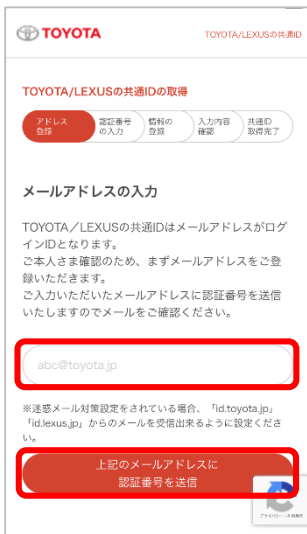 TOYOTA
TOYOTA/LEXUSの共通ID
TOYOTA/LEXUSの共通IDの取得
アドレス
登録
認証番号
の入力
情報の
登録
入力内容
確認
共通ID
取得完了
メールアドレスの入力
TOYOTA／LEXUSの共通IDはメールアドレスがログ
インIDとなります。
ご本人さま確認のため、まずメールアドレスをご登
録いただきます。
ご入力いただいたメールアドレスに認証番号を送信
いたしますのでメールをご確認ください。
abc@toyota.jp
※迷惑メール対策設定をされている場合、「id.toyota.jp」
「id.lexus.jp」からのメールを受信出来るように設定くださ
い。
上記のメールアドレスに
認証番号を送信